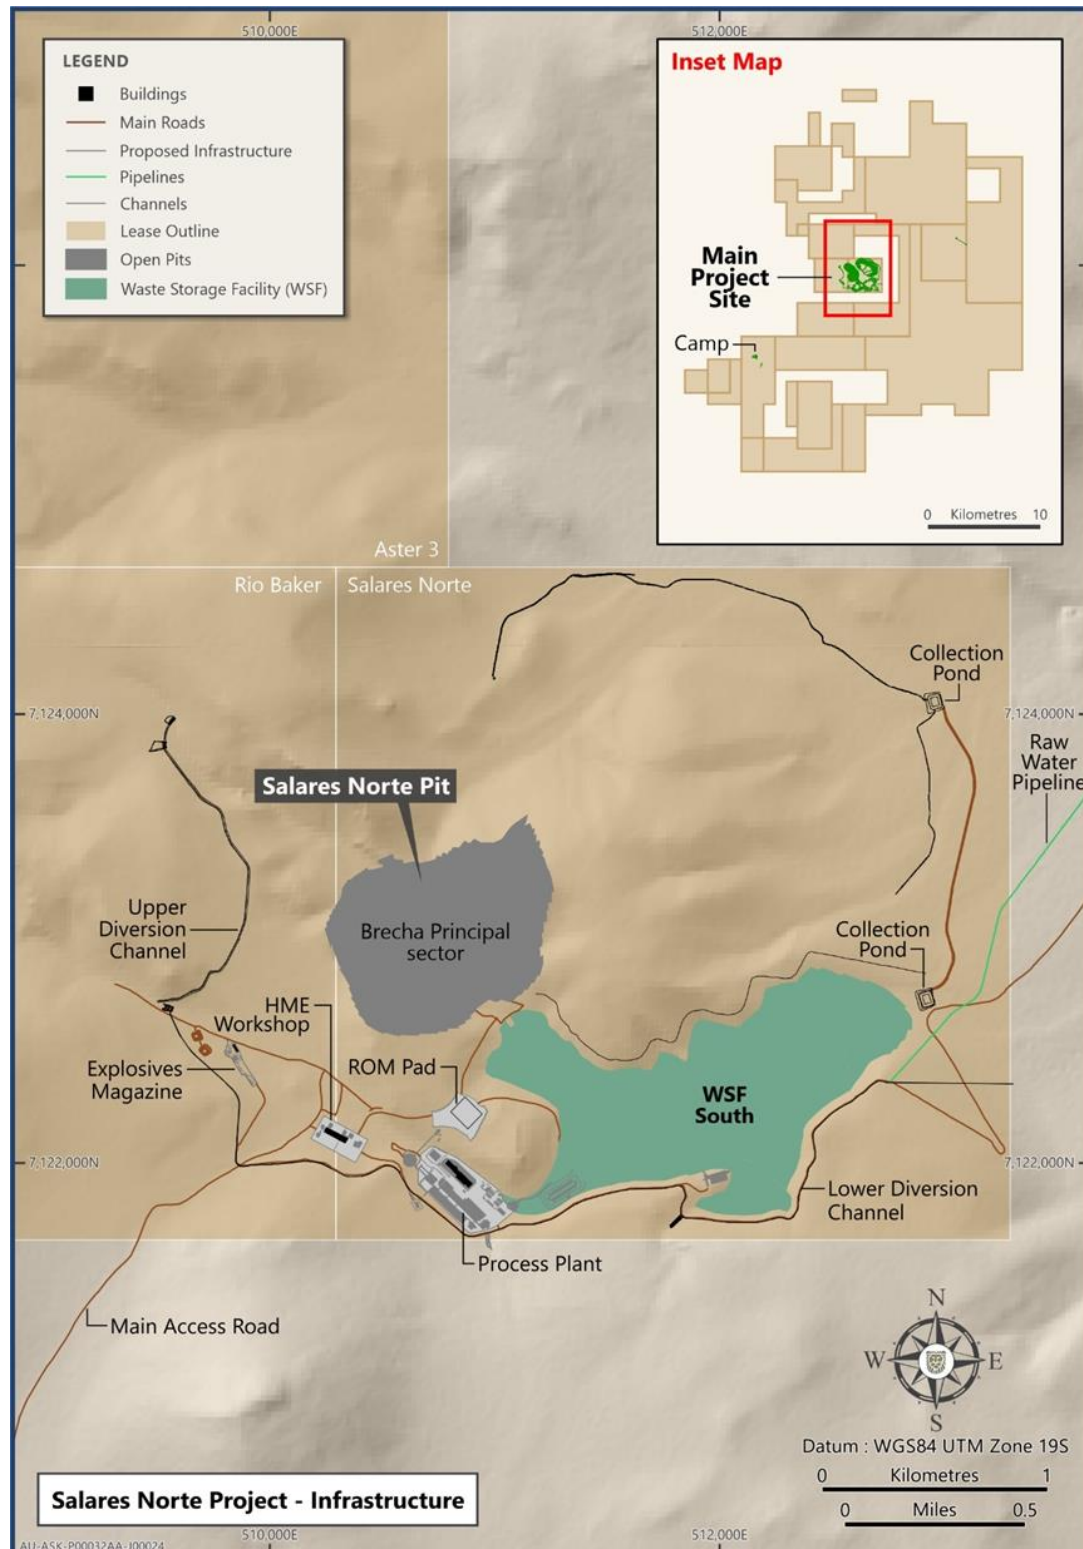 510,000E
512,000E
LEGEND
Buildings
Main Roads
Proposed Infrastructure
Pipelines
Channels
Lease Outline
Open Pits
Waste Storage Facility (WSF)
Inset Map
Main
Project
Site
Camp
0 Kilometres 10
Aster 3
Rio Baker
Salares Norte
Collection
Pond
7,124,000N
7,124,000N
Raw
Water
Pipeline
Salares Norte Pit
Upper
Diversion
Channel
Brecha Principal
sector
Collection
Pond
HME
Workshop
Explosives
Magazine
ROM Pad
WSF
South
7,122,000N
7,122,000N
Lower Diversion
Channel
Process Plant
Main Access Road
N
W
E
S
Datum : WGS84 UTM Zone 19S
0 Kilometres 1
0 Miles 0.5
Salares Norte Project - Infrastructure
510,000E
512,000E
AU-ASK-P00032AA-J00024